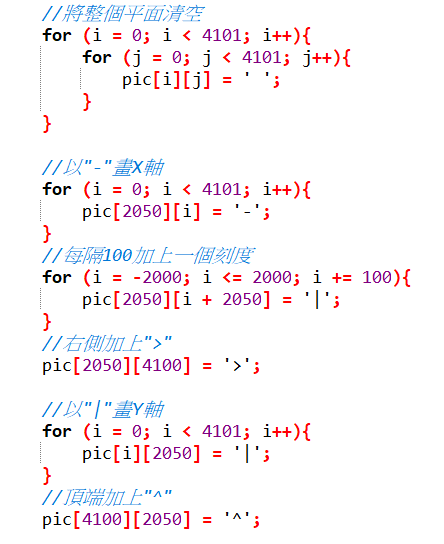 //將整個平面清空
for (i = 0; i < 4101; i++){
    for (j = 0; j < 4101; j++){
        pic[i][j] = ' ';
    }
}

//以"-"畫X軸
for (i = 0; i < 4101; i++){
    pic[2050][i] = '-';
}
//每隔100加上一個刻度
for (i = -2000; i <= 2000; i += 100){
    pic[2050][i + 2050] = '|';
}
//右側加上">"
pic[2050][4100] = '>';

//以"|"畫Y軸
for (i = 0; i < 4101; i++){
    pic[i][2050] = '|';
}
//頂端加上"^"
pic[4100][2050] = '^';